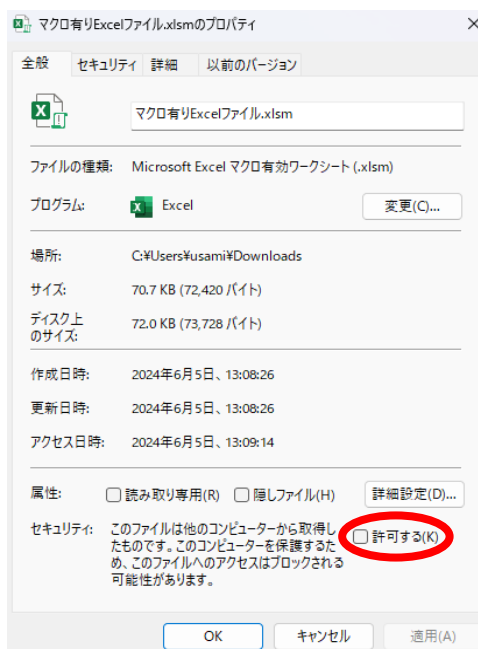 マクロ有りExcelファイル.xlsmのプロパティ
全般 セキュリティ 詳細 以前のバージョン
マクロ有りExcelファイル.xlsm
ファイルの種類: Microsoft Excel マクロ有効ワークシート (.xlsm)
プログラム: Excel 変更(C)...
場所: C:¥Users¥usami¥Downloads
サイズ: 70.7 KB (72,420 バイト)
ディスク上
のサイズ: 72.0 KB (73,728 バイト)
作成日時: 2024年6月5日、13:08:26
更新日時: 2024年6月5日、13:08:26
アクセス日時: 2024年6月5日、13:09:14
属性: 読み取り専用(R) 隠しファイル(H) 詳細設定(D)...
セキュリティ: このファイルは他のコンピューターから取得し
たものです。このコンピューターを保護するた
め、このファイルへのアクセスはブロックされる
可能性があります。
許可する(K)
OK キャンセル 適用(A)